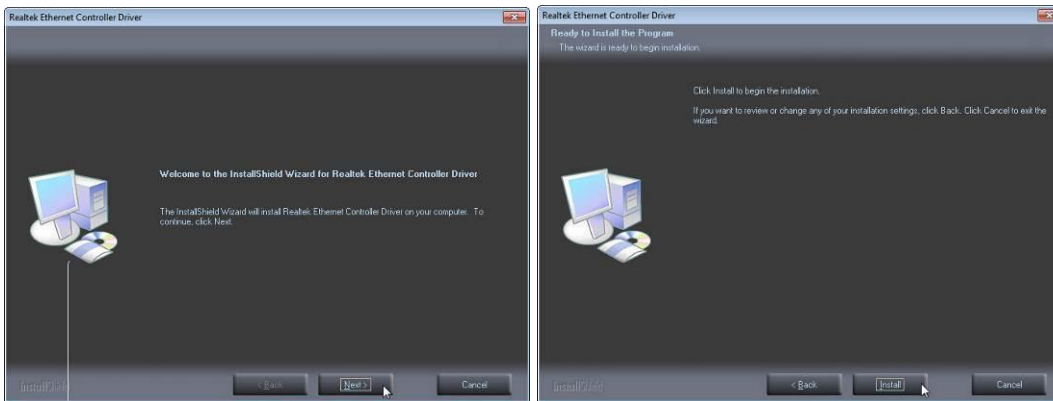 Realtek Ethernet Controller Driver
Welcome to the InstallShield Wizard for Realtek Ethernet Controller Driver
The InstallShield Wizard will install Realtek Ethernet Controller Driver on your computer. To
continue, click Next.
InstallShield
< Back
Next >
Cancel
Realtek Ethernet Controller Driver
Ready to Install the Program
The wizard is ready to begin installation.
Click Install to begin the installation.
If you want to review or change any of your installation settings, click Back. Click Cancel to exit the
wizard.
InstallShield
< Back
Install
Cancel